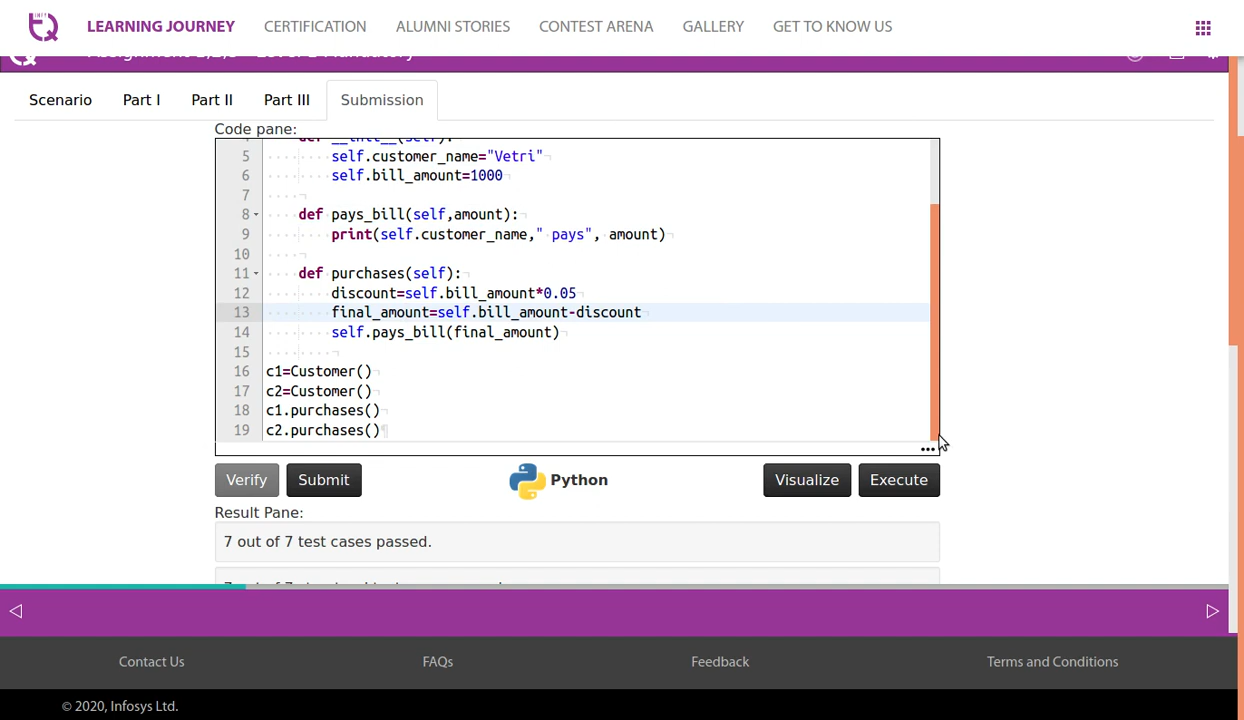 LEARNING JOURNEY CERTIFICATION ALUMNI STORIES CONTEST ARENA GALLERY GET TO KNOW US
Scenario Part I Part II Part III Submission
Code pane:
5 self.customer_name="Vetri"
6 self.bill_amount=1000
7
8 def pays_bill(self,amount):
9 print(self.customer_name," pays", amount)
10
11 def purchases(self):
12 discount=self.bill_amount*0.05
13 final_amount=self.bill_amount-discount
14 self.pays_bill(final_amount)
15
16 c1=Customer()
17 c2=Customer()
18 c1.purchases()
19 c2.purchases()
Verify Submit Python Visualize Execute
Result Pane:
7 out of 7 test cases passed.
Contact Us FAQs Feedback Terms and Conditions
© 2020, Infosys Ltd.